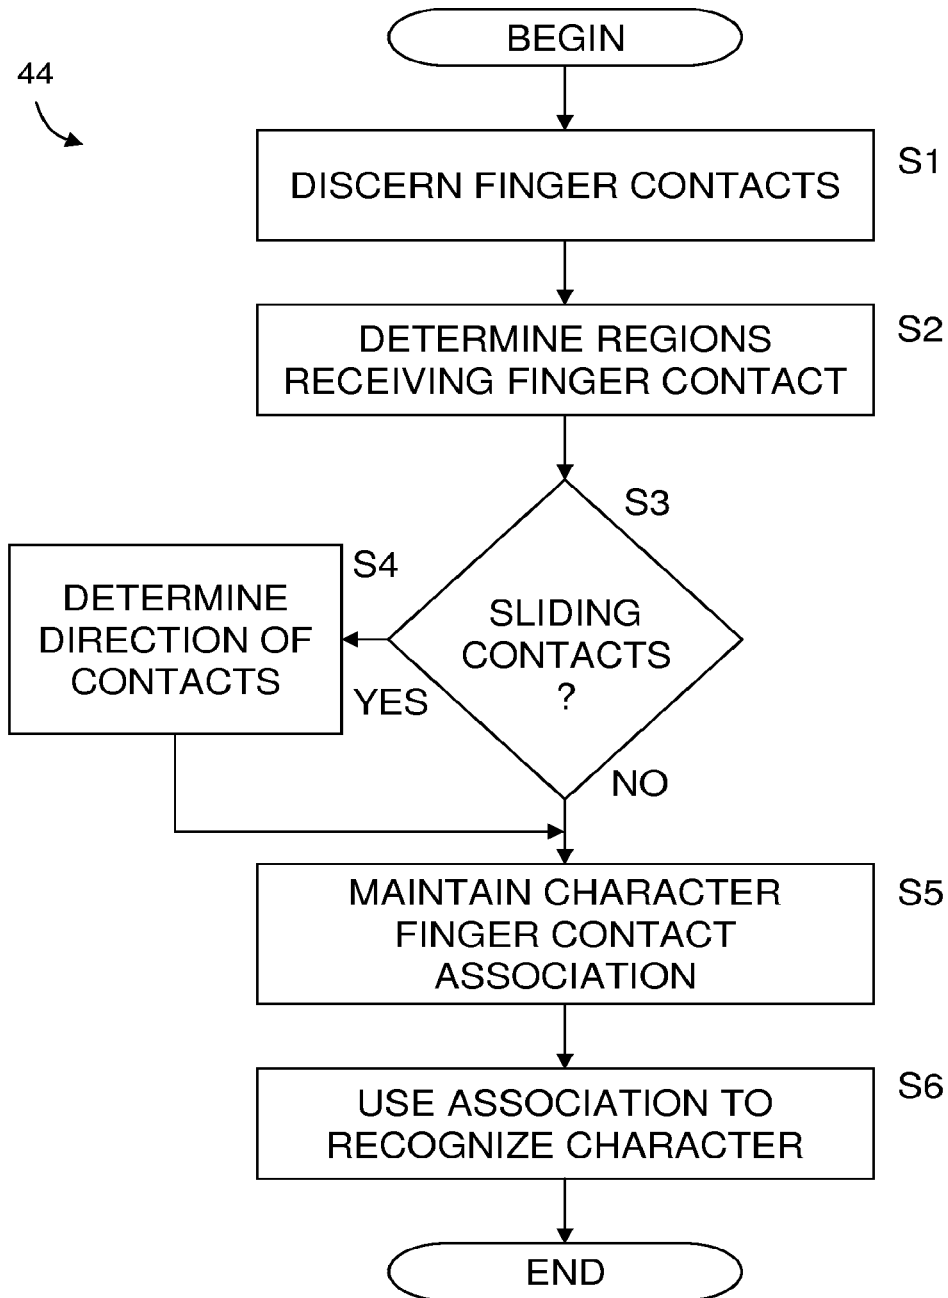 BEGIN
44
DISCERN FINGER CONTACTS
S1
DETERMINE REGIONS
RECEIVING FINGER CONTACT
S2
S3
SLIDING
CONTACTS
?
S4
DETERMINE
DIRECTION OF
CONTACTS
YES
NO
MAINTAIN CHARACTER
FINGER CONTACT
ASSOCIATION
S5
USE ASSOCIATION TO
RECOGNIZE CHARACTER
S6
END